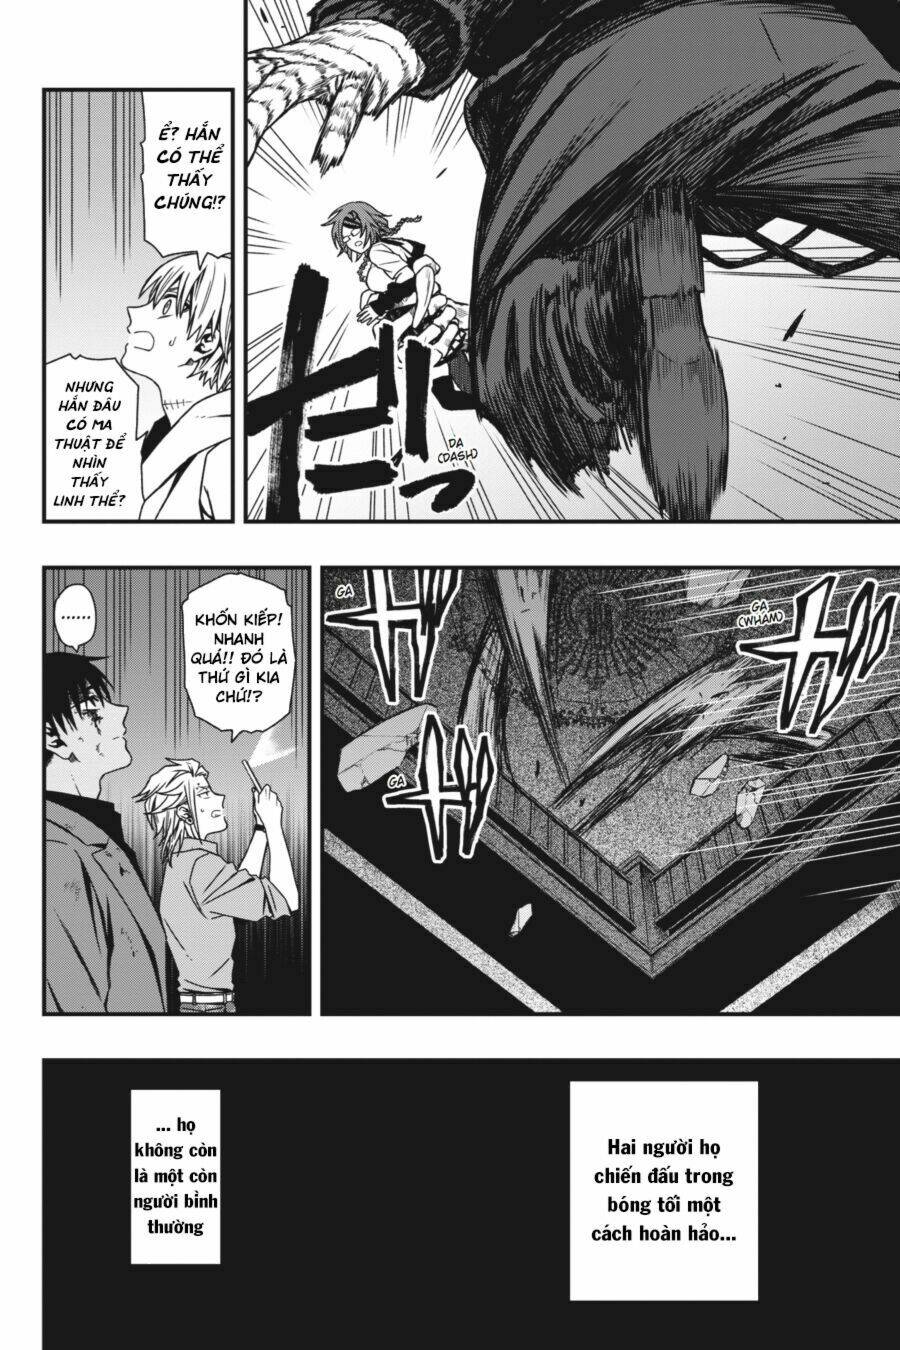 DA
(DASH)
Ể? HẮN
CÓ THỂ
THẤY
CHÚNG!?
NHƯNG
HẮN ĐÂU
CÓ MA
THUẬT ĐỂ
NHÌN
THẤY
LINH THỂ?
GA
(WHAM)
GA
GA
KHỐN KIẾP!
NHANH
QUÁ!! ĐÓ LÀ
THỨ GÌ KIA
CHỨ!?
......
Hai người họ
chiến đấu trong
bóng tối một
cách hoàn hảo...
... họ
không còn
là một còn
người bình
thường